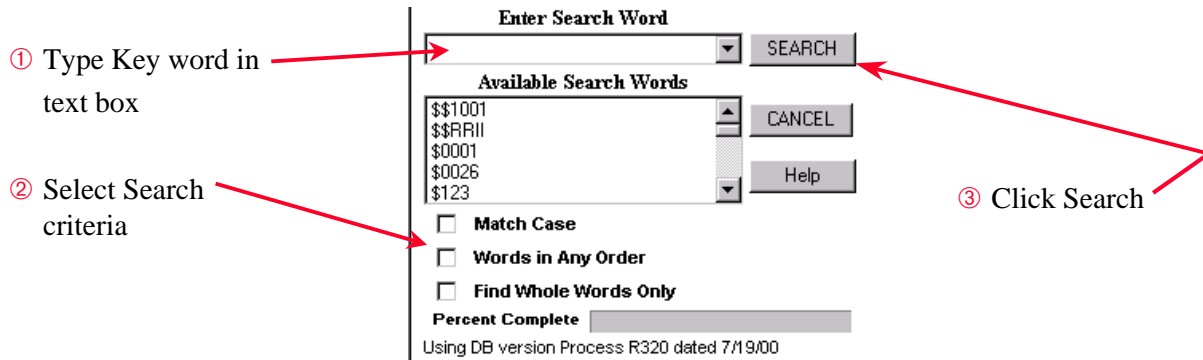 Enter Search Word
① Type Key word in
text box
SEARCH
Available Search Words
$$1001
$$RRII
$0001
$0026
$123
CANCEL
Help
② Select Search
criteria
③ Click Search
Match Case
Words in Any Order
Find Whole Words Only
Percent Complete
Using DB version Process R320 dated 7/19/00